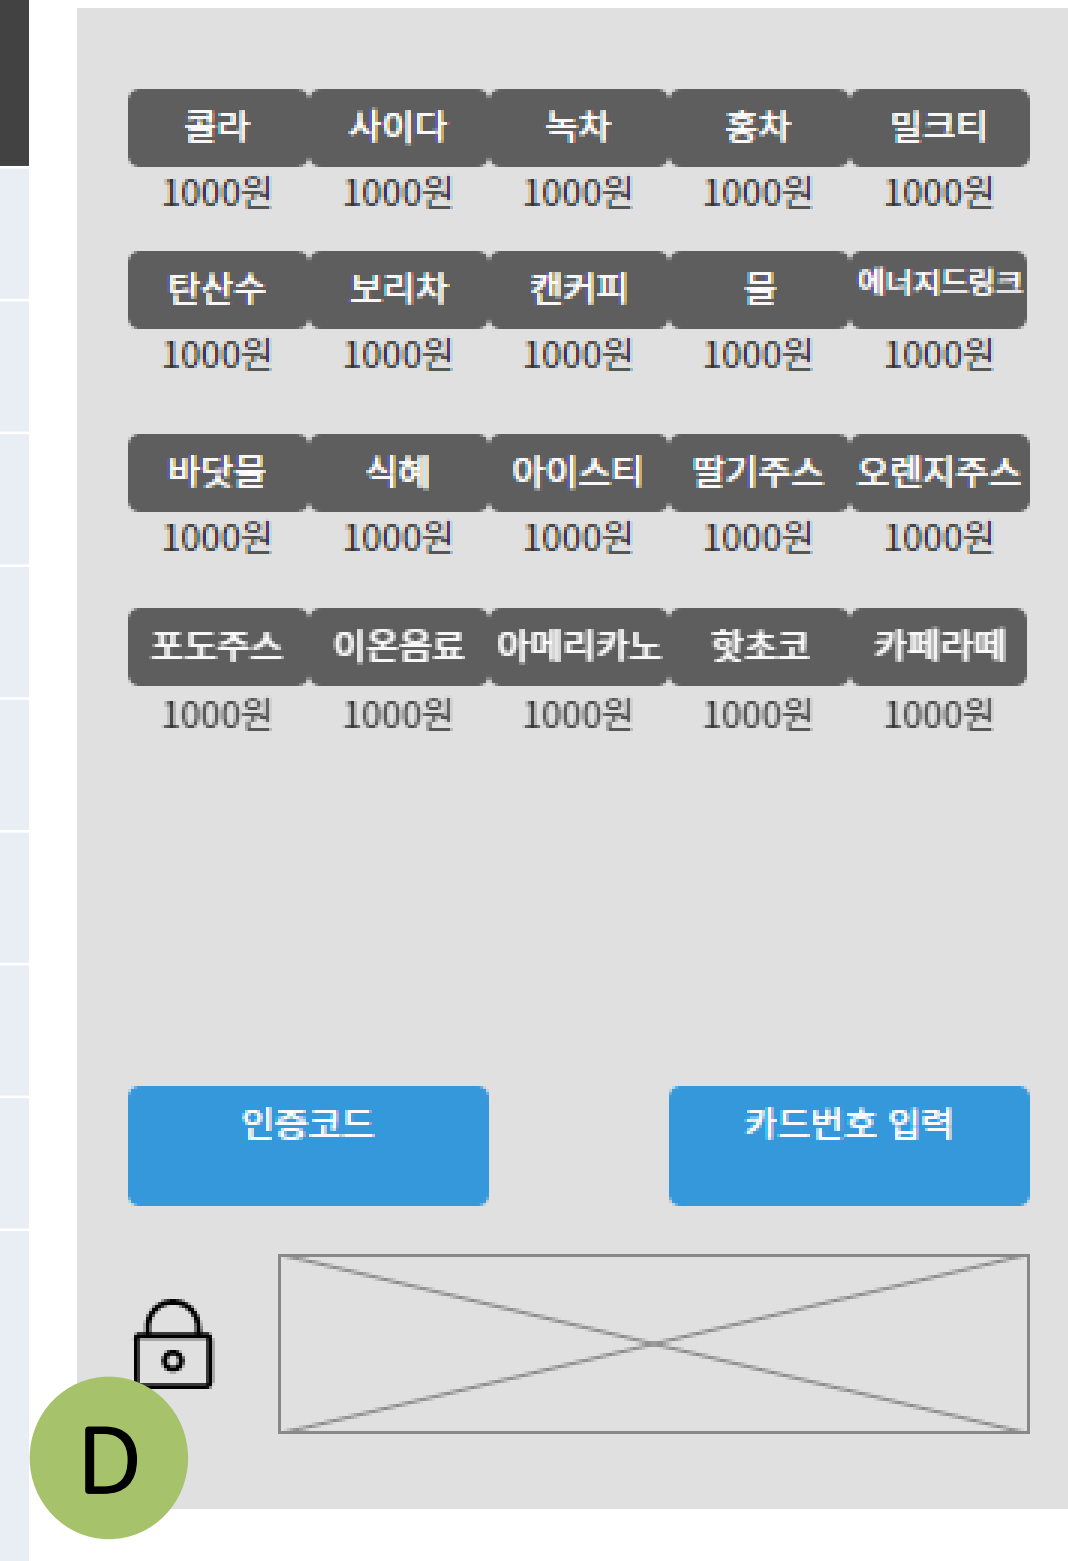 콜라 사이다 녹차 홍차 밀크티
1000원 1000원 1000원 1000원 1000원
탄산수 보리차 캔커피 물 에너지드링크
1000원 1000원 1000원 1000원 1000원
바닷물 식혜 아이스티 딸기주스 오렌지주스
1000원 1000원 1000원 1000원 1000원
포도주스 이온음료 아메리카노 핫초코 카페라떼
1000원 1000원 1000원 1000원 1000원
인증코드 카드번호 입력
D